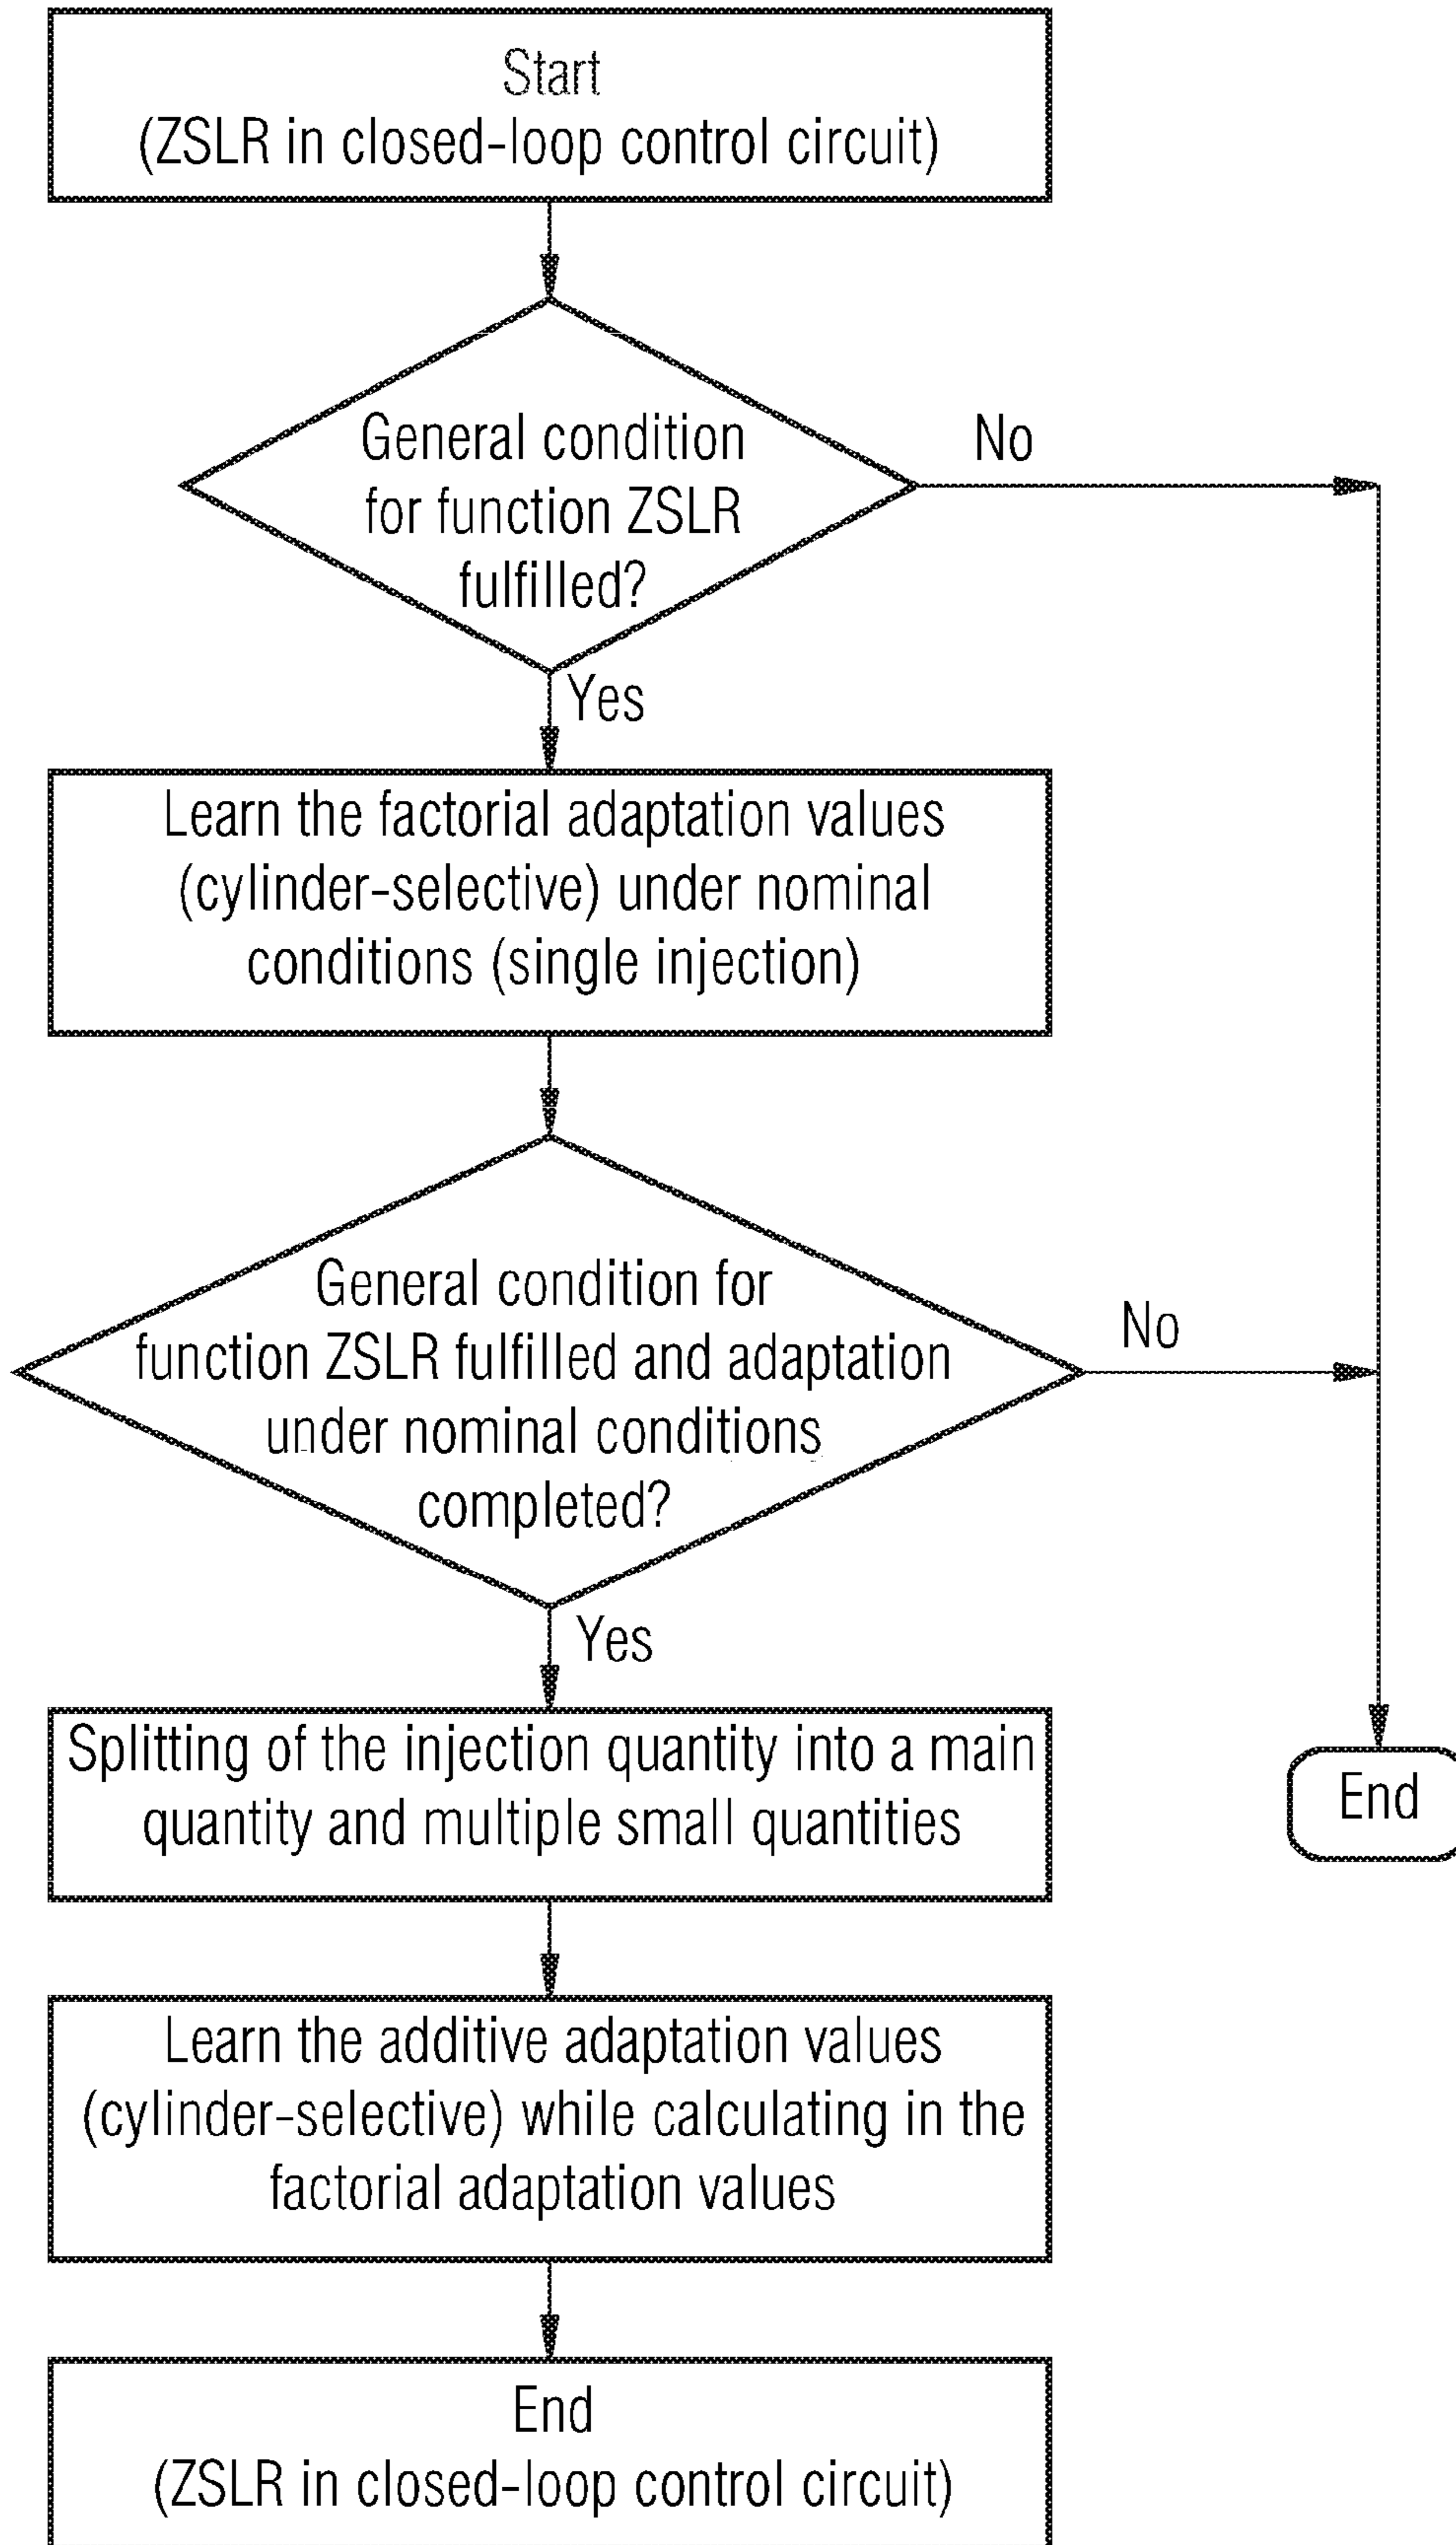 Start
(ZSLR in closed-loop control circuit)
General condition
for function ZSLR
fulfilled?
No
Yes
Learn the factorial adaptation values
(cylinder-selective) under nominal
conditions (single injection)
General condition for
function ZSLR fulfilled and adaptation
under nominal conditions
completed?
No
Yes
Splitting of the injection quantity into a main
quantity and multiple small quantities
End
Learn the additive adaptation values
(cylinder-selective) while calculating in the
factorial adaptation values
End
(ZSLR in closed-loop control circuit)